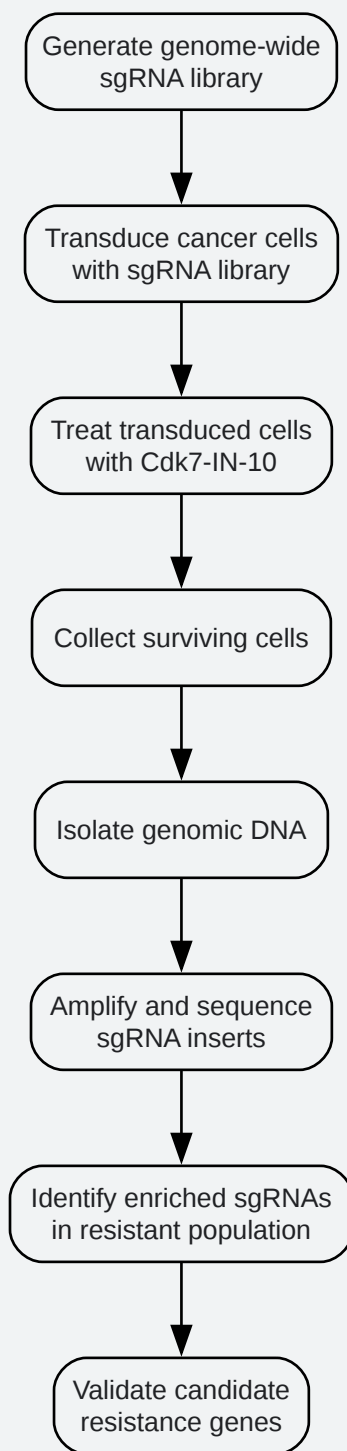 Generate genome-wide
sgRNA library
Transduce cancer cells
with sgRNA library
Treat transduced cells
with Cdk7-IN-10
Collect surviving cells
Isolate genomic DNA
Amplify and sequence
sgRNA inserts
Identify enriched sgRNAs
in resistant population
Validate candidate
resistance genes